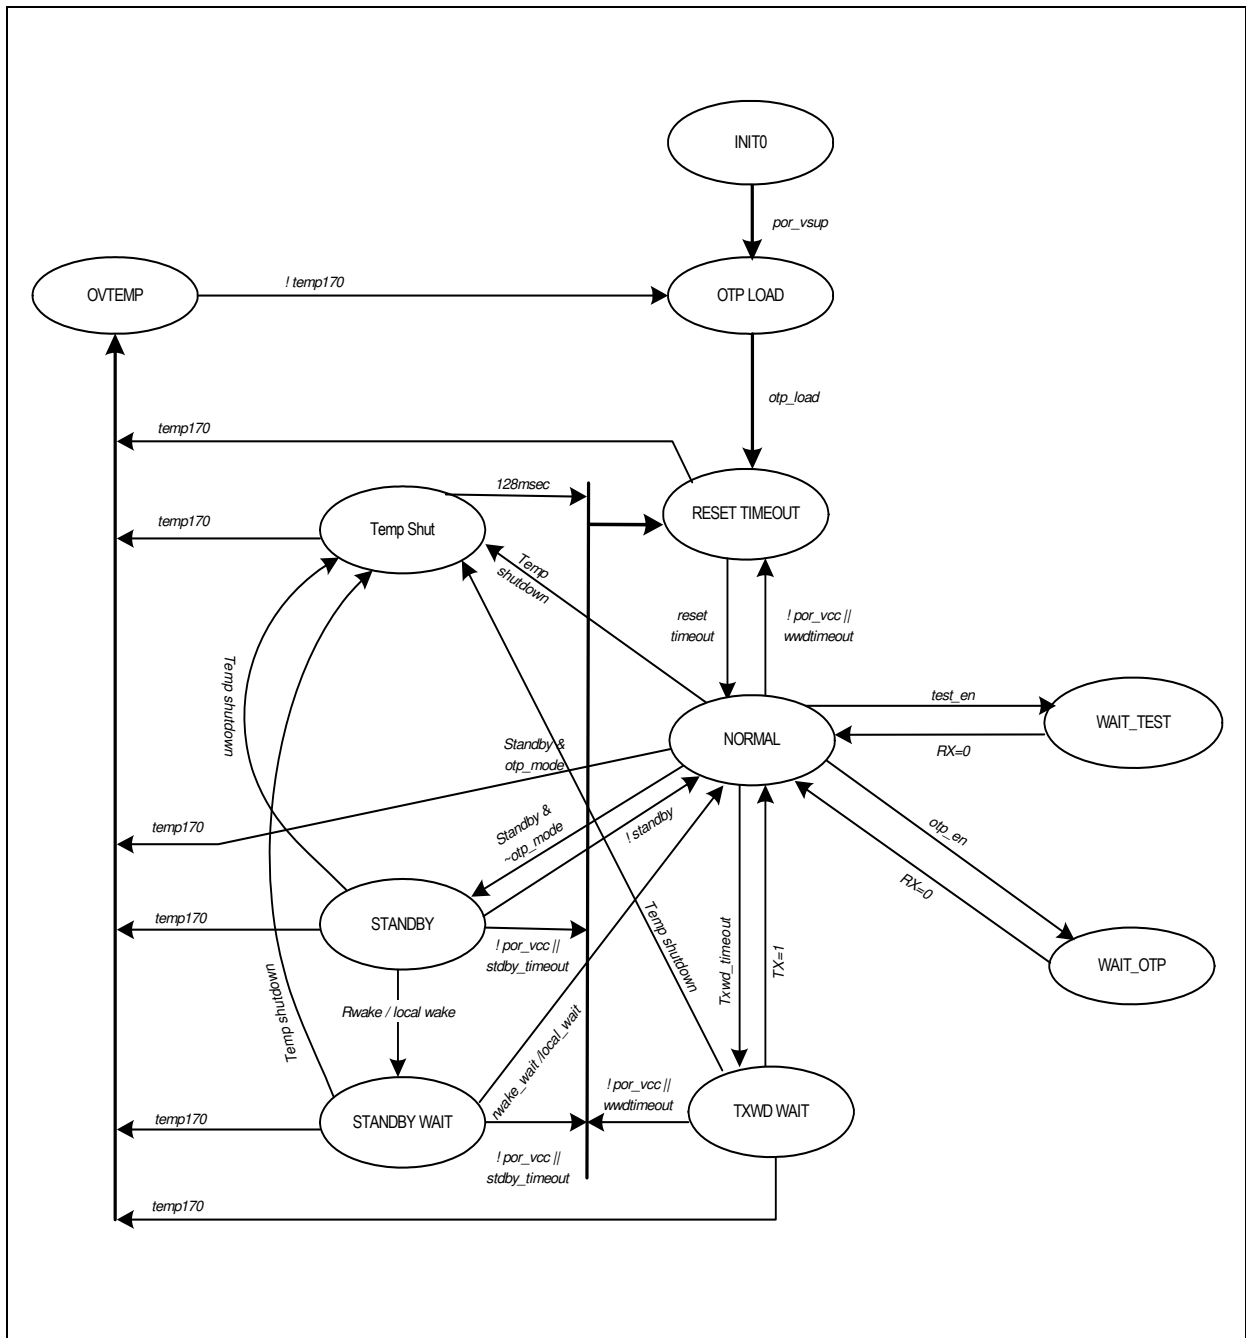 INIT0
por_vsup
! temp170
OVTEMP
OTP LOAD
otp_load
temp170
128msec
RESET TIMEOUT
temp170
Temp Shut
Temp
shutdown
reset
timeout
! por_vcc ||
wwdtimeout
Temp shutdown
test_en
WAIT_TEST
NORMAL
RX=0
Standby &
otp_mode
temp170
Standby &
~otp_mode
! standby
otp_en
RX=0
temp170
STANDBY
! por_vcc ||
stdby_timeout
Temp shutdown
Txwd_timeout
TX=1
WAIT_OTP
Rwake / local wake
Temp shutdown
rwake_wait /local_wait
! por_vcc ||
wwdtimeout
temp170
STANDBY WAIT
TXWD WAIT
! por_vcc ||
stdby_timeout
temp170